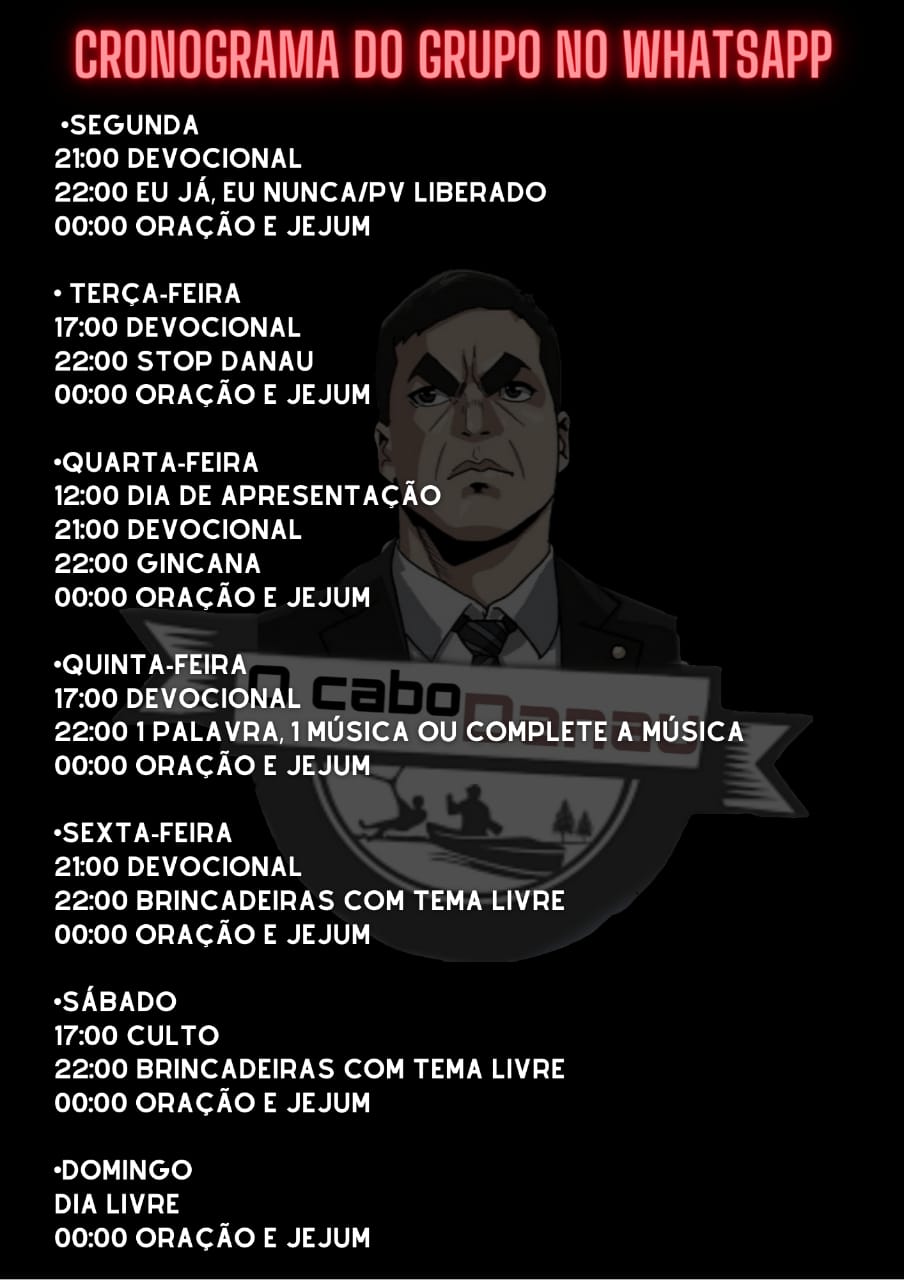 CRONOGRAMA DO GRUPO NO WHATSAPP
•SEGUNDA
21:00 DEVOCIONAL
22:00 EU JÁ, EU NUNCA/PV LIBERADO
00:00 ORAÇÃO E JEJUM
• TERÇA-FEIRA
17:00 DEVOCIONAL
22:00 STOP DANAU
00:00 ORAÇÃO E JEJUM
•QUARTA-FEIRA
12:00 DIA DE APRESENTAÇÃO
21:00 DEVOCIONAL
22:00 GINCANA
00:00 ORAÇÃO E JEJUM
•QUINTA-FEIRA
O caboDanau
17:00 DEVOCIONAL
22:00 1 PALAVRA, 1 MÚSICA OU COMPLETE A MÚSICA
00:00 ORAÇÃO E JEJUM
•SEXTA-FEIRA
21:00 DEVOCIONAL
22:00 BRINCADEIRAS COM TEMA LIVRE
00:00 ORAÇÃO E JEJUM
•SÁBADO
17:00 CULTO
22:00 BRINCADEIRAS COM TEMA LIVRE
00:00 ORAÇÃO E JEJUM
•DOMINGO
DIA LIVRE
00:00 ORAÇÃO E JEJUM